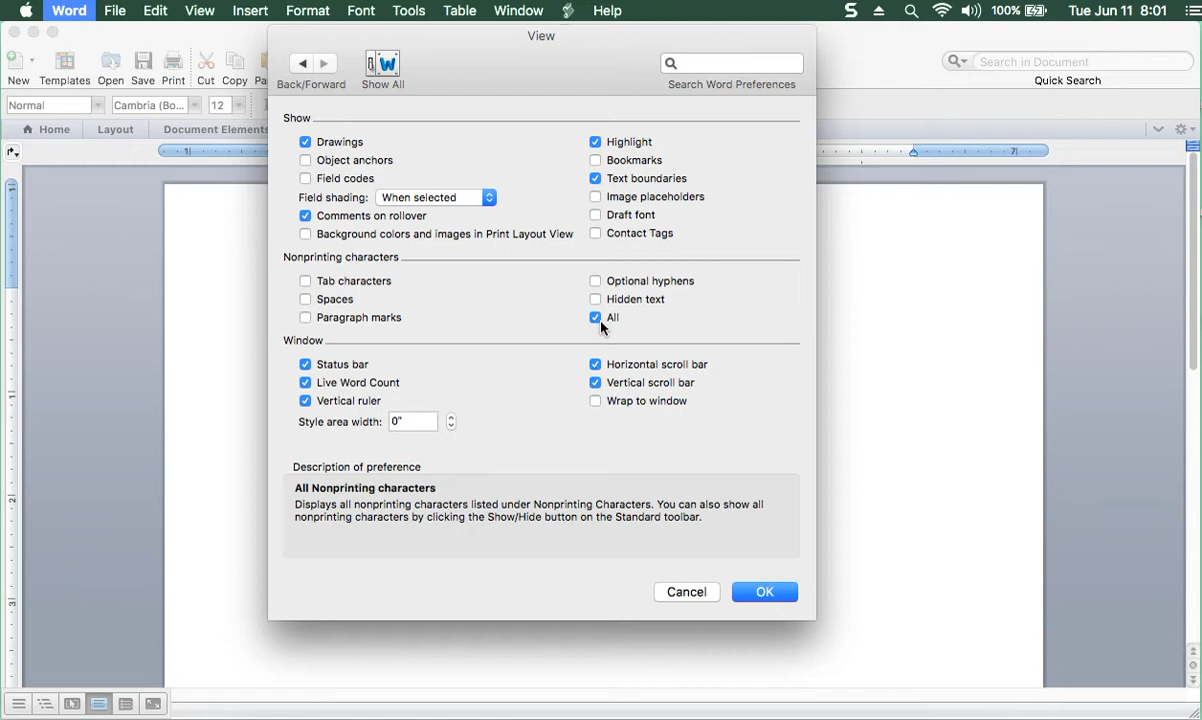 Word File Edit View Insert Format Font Tools Table Window Help 100% Tue Jun 11 8:01
View
New Templates Open Save Print Cut Copy
Back/Forward Show All Search Word Preferences
Search in Document
Quick Search
Normal Cambria (Bo... 12
Home Layout Document Elements
Show
Drawings Highlight
Object anchors Bookmarks
Field codes Text boundaries
Field shading: When selected Image placeholders
Comments on rollover Draft font
Background colors and images in Print Layout View Contact Tags
Nonprinting characters
Tab characters Optional hyphens
Spaces Hidden text
Paragraph marks All
Window
Status bar Horizontal scroll bar
Live Word Count Vertical scroll bar
Vertical ruler Wrap to window
Style area width: 0"
Description of preference
All Nonprinting characters
Displays all nonprinting characters listed under Nonprinting Characters. You can also show all
nonprinting characters by clicking the Show/Hide button on the Standard toolbar.
Cancel OK